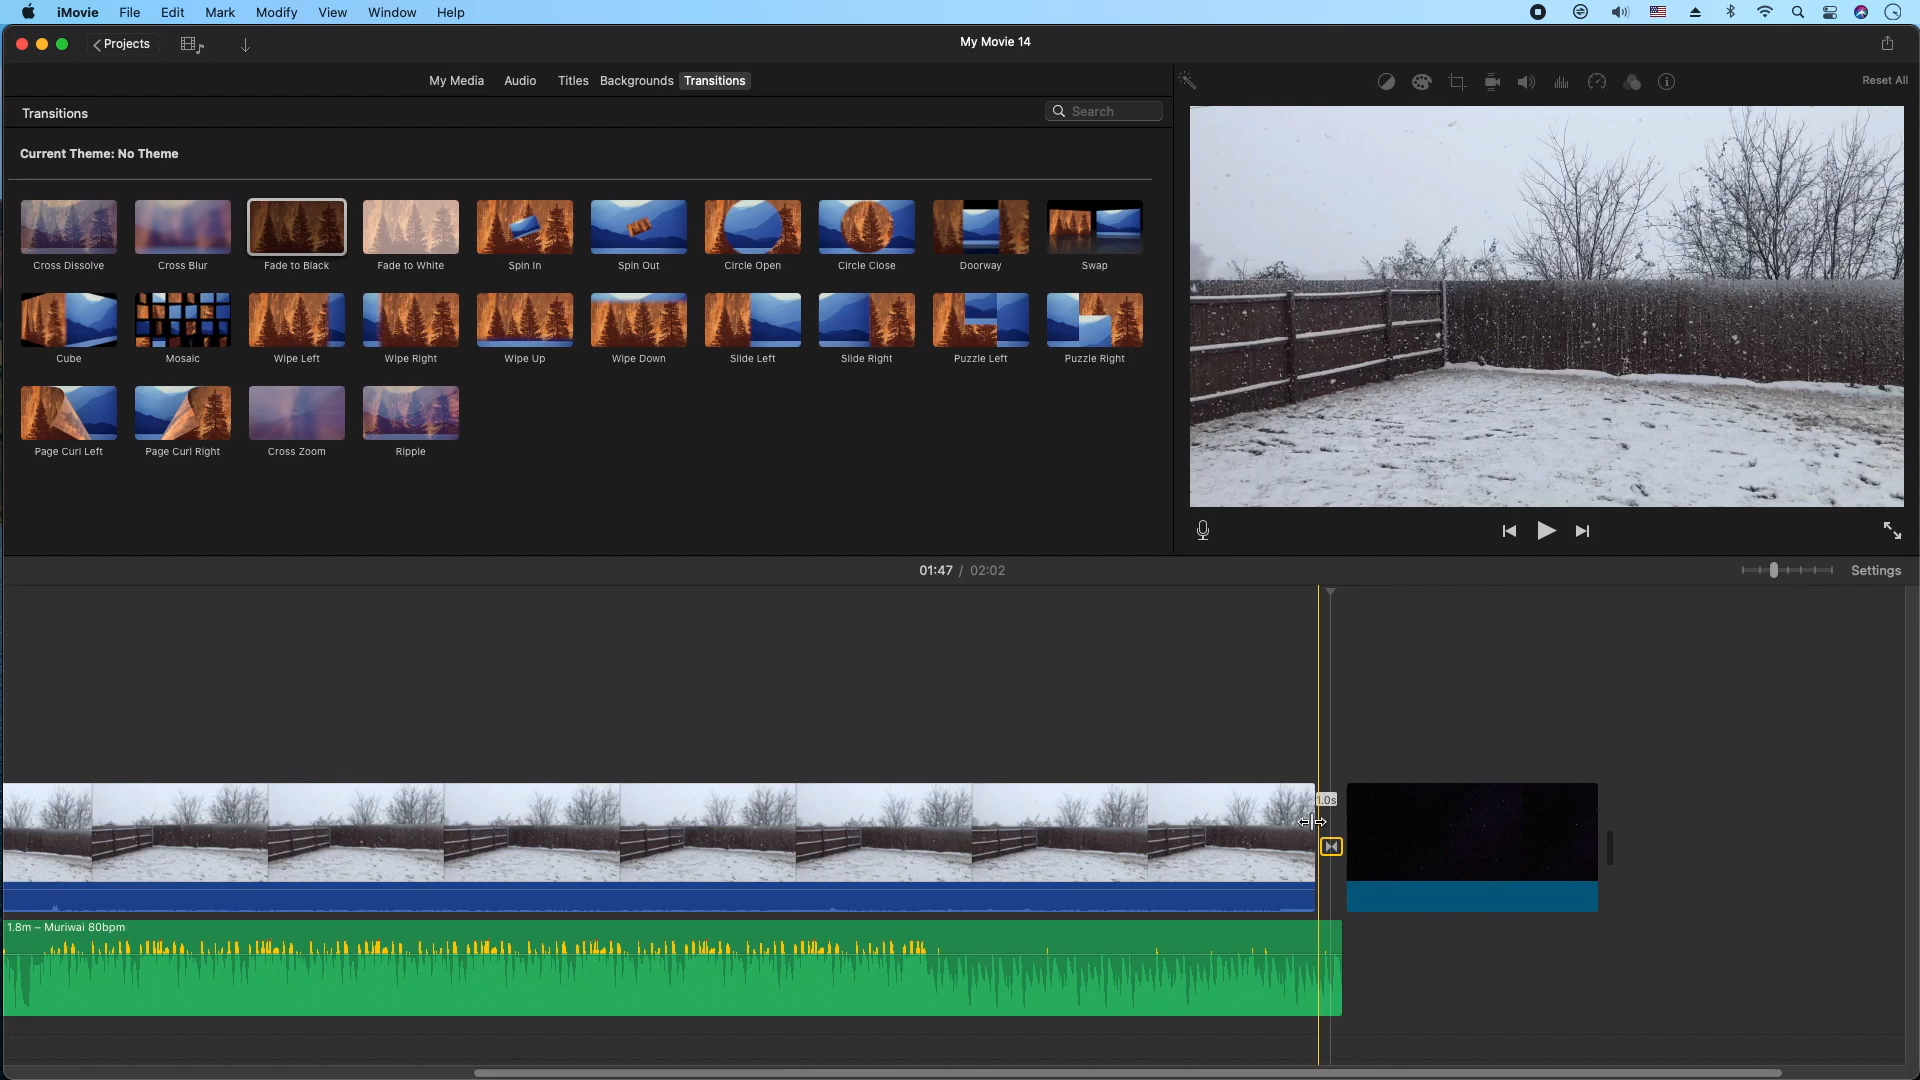 iMovie File Edit Mark Modify View Window Help
Projects
My Movie 14
My Media Audio Titles Backgrounds Transitions
Reset All
Transitions
Search
Current Theme: No Theme
Cross Dissolve Cross Blur Fade to Black Fade to White Spin In Spin Out Circle Open Circle Close Doorway Swap
Cube Mosaic Wipe Left Wipe Right Wipe Up Wipe Down Slide Left Slide Right Puzzle Left Puzzle Right
Page Curl Left Page Curl Right Cross Zoom Ripple
01:47 / 02:02
Settings
1.0s
1.8m – Muriwai 80bpm